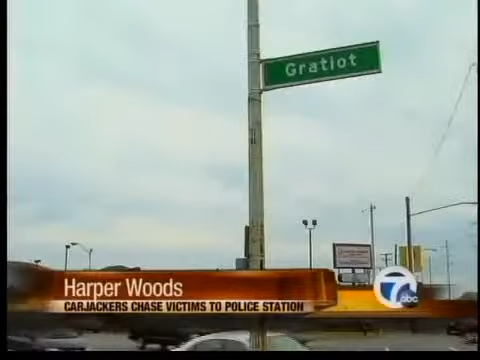 Gratiot
Harper Woods
CARJACKERS CHASE VICTIMS TO POLICE STATION
7 abc